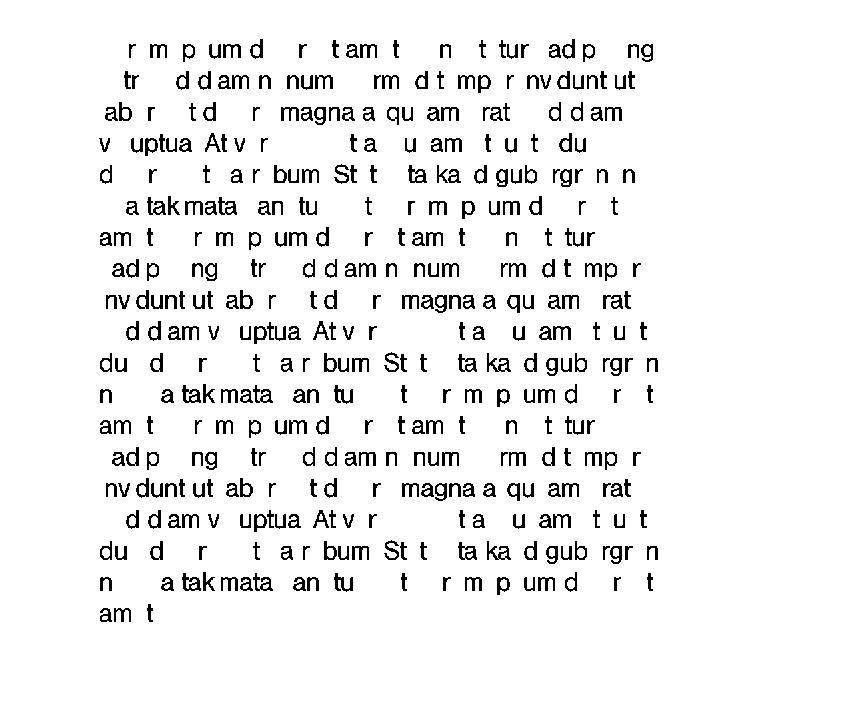 r m p um d r t am t n t tur ad p ng
tr d d am n num rm d t mp r nv dunt ut
ab r t d r magna a qu am rat d d am
v uptua At v r t a u am t u t du
d r t a r bum St t ta ka d gub rgr n n
a tak mata an tu t r m p um d r t
am t r m p um d r t am t n t tur
ad p ng tr d d am n num rm d t mp r
nv dunt ut ab r t d r magna a qu am rat
d d am v uptua At v r t a u am t u t
du d r t a r bum St t ta ka d gub rgr n
n a tak mata an tu t r m p um d r t
am t r m p um d r t am t n t tur
ad p ng tr d d am n num rm d t mp r
nv dunt ut ab r t d r magna a qu am rat
d d am v uptua At v r t a u am t u t
du d r t a r bum St t ta ka d gub rgr n
n a tak mata an tu t r m p um d r t
am t